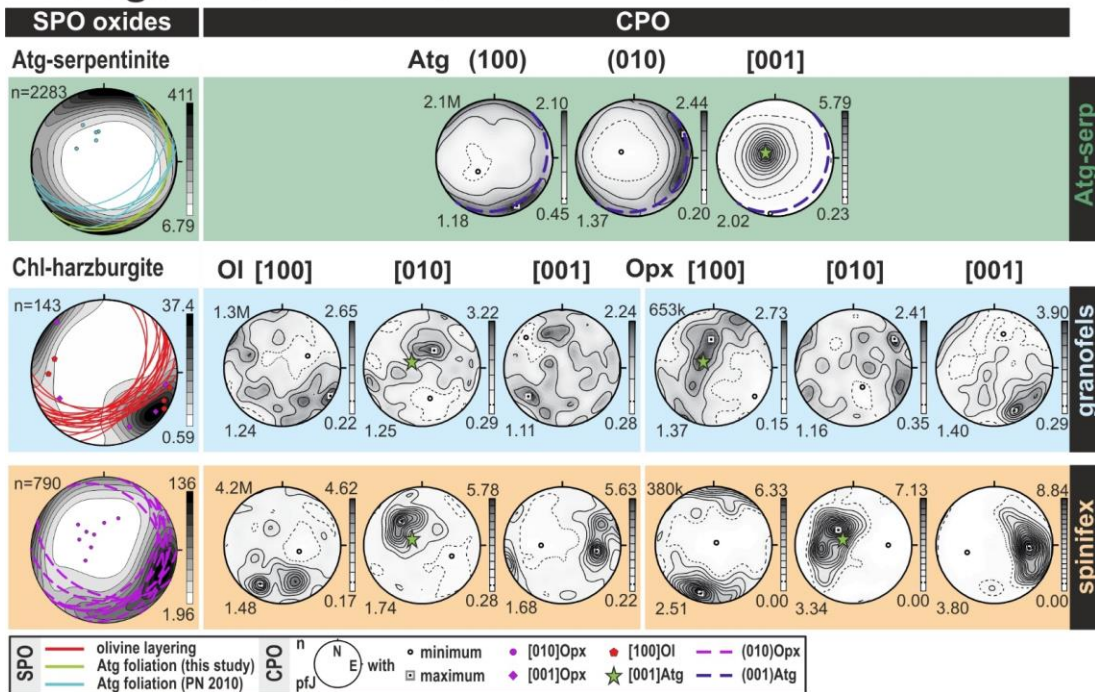 SPO oxides CPO
Atg-serpentinite Atg (100) (010) [001]
n=2283 411 2.1M 2.10 2.44 5.79
6.79 1.18 0.45 1.37 0.20 2.02 0.23
Atg-serp
Chl-harzburgite Ol [100] [010] [001] Opx [100] [010] [001]
n=143 37.4 1.3M 2.65 3.22 2.24 653k 2.73 2.41 3.90
0.59 1.24 0.22 1.25 0.29 1.11 0.28 1.37 0.15 1.16 0.35 1.40 0.29
granofels
n=790 136 4.2M 4.62 5.78 5.63 380k 6.33 7.13 8.84
1.96 1.48 0.17 1.74 0.28 1.68 0.22 2.51 0.00 3.34 0.00 3.80 0.00
spinifex
SPO olivine layering CPO n N E with minimum [010]Opx [100]Ol (010)Opx
Atg foliation (this study) pfJ maximum [001]Opx [001]Atg (001)Atg
Atg foliation (PN 2010)